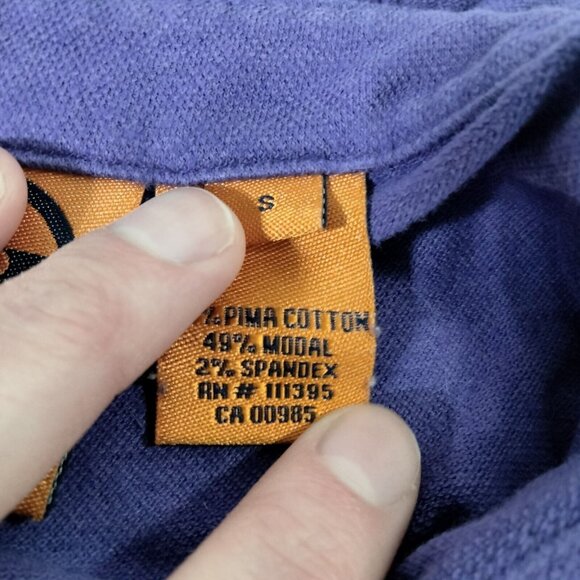 S
% PIMA COTTON
49% MODAL
2% SPANDEX
RN # 111395
CA 00985